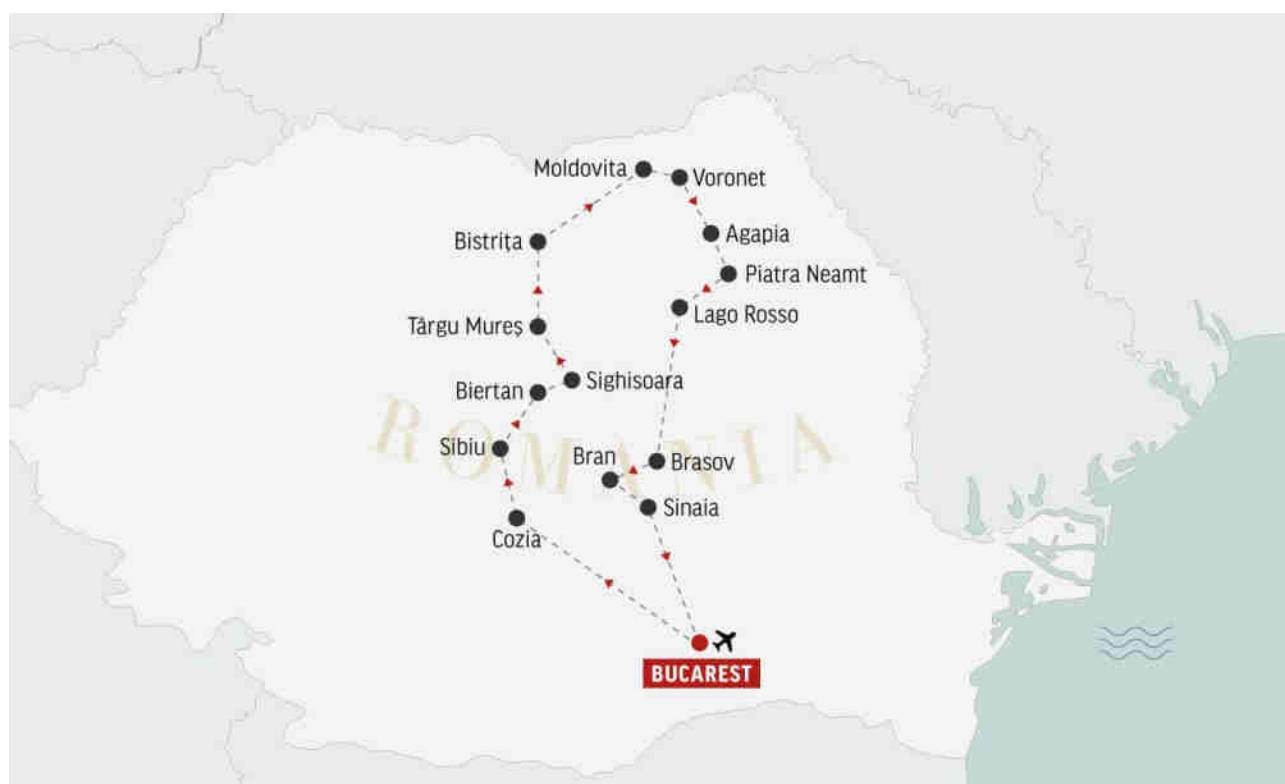 Moldovita
Voronet
Agapia
Bistrița
Piatra Neamt
Lago Rosso
Târgu Mureș
Sighisoara
Biertan
ROMANIA
Sibiu
Bran
Brasov
Sinaia
Cozia
BUCAREST